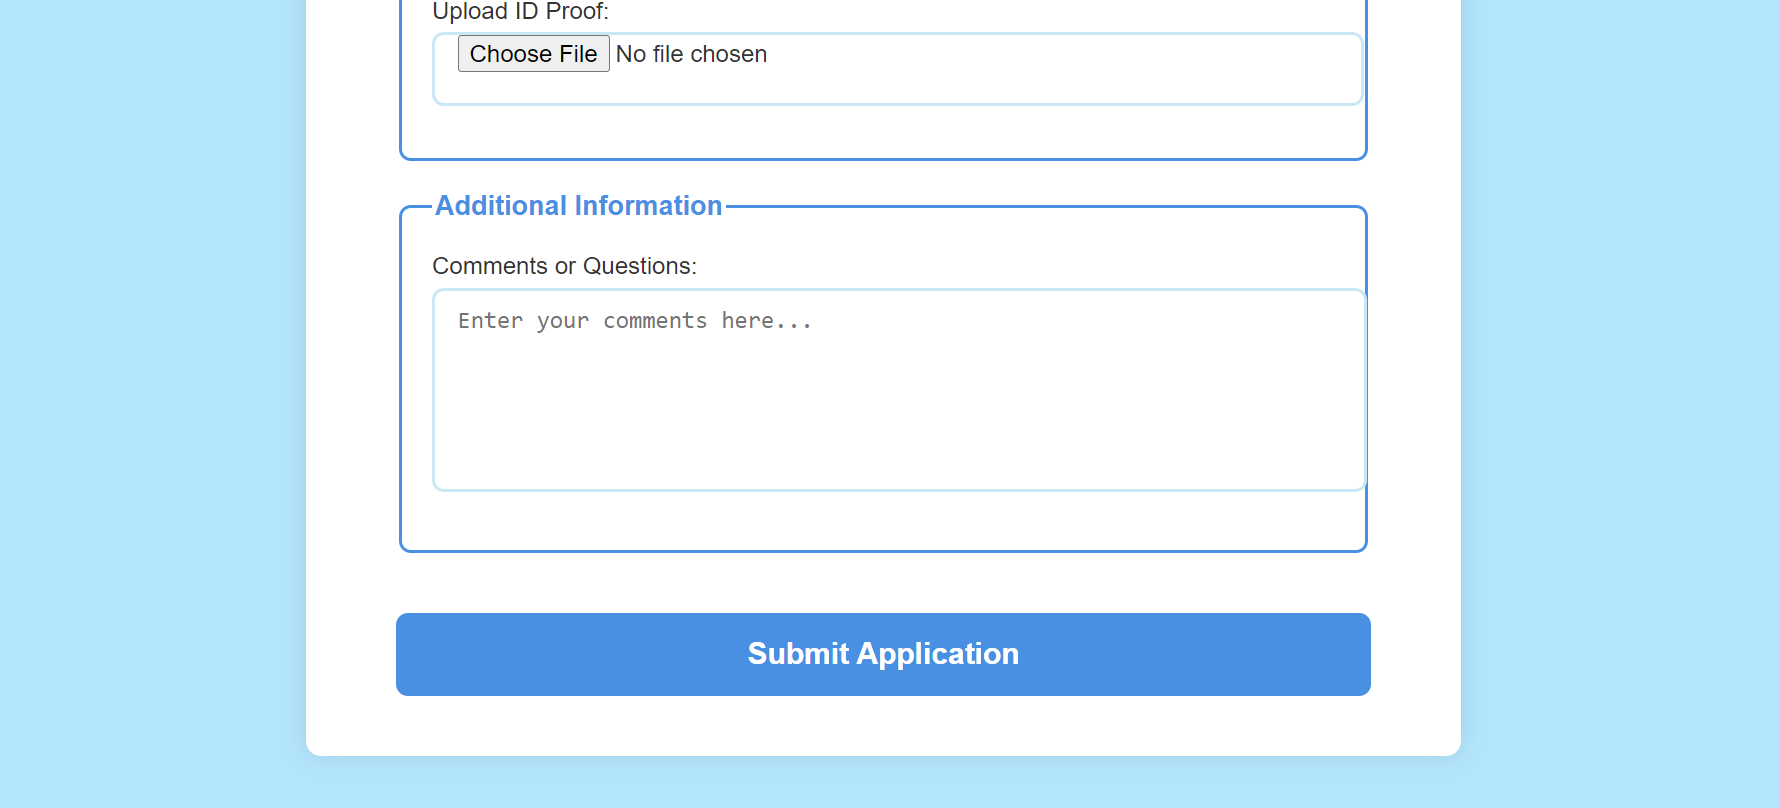 Upload ID Proof:
Choose File No file chosen
Additional Information
Comments or Questions:
Enter your comments here...
Submit Application